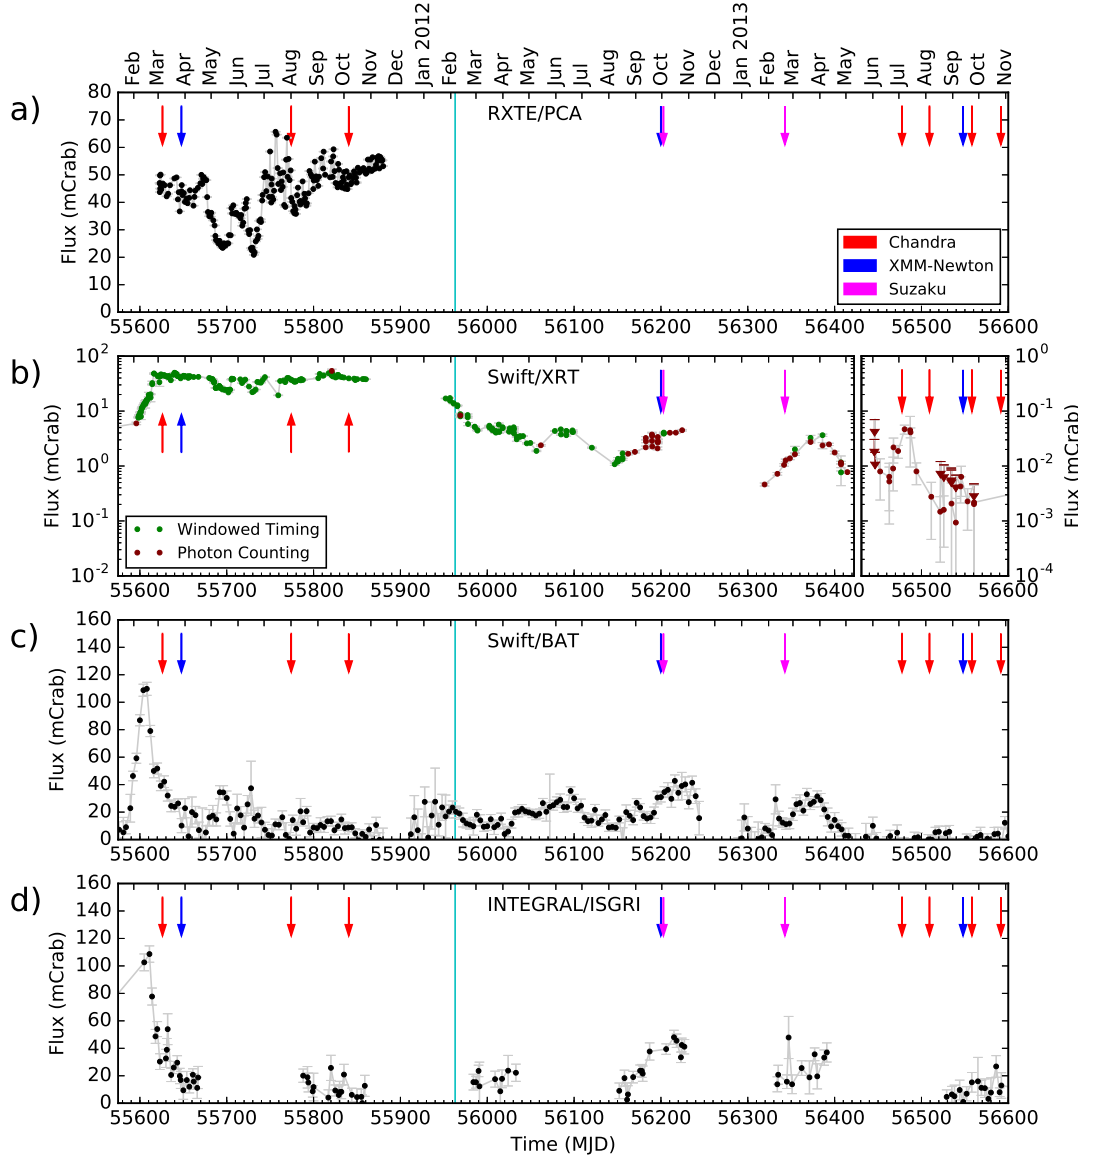 Feb Mar Apr May Jun Jul Aug Sep Oct Nov Dec Jan 2012 Feb Mar Apr May Jun Jul Aug Sep Oct Nov Dec Jan 2013 Feb Mar Apr May Jun Jul Aug Sep Oct Nov
a)
RXTE/PCA
Flux (mCrab)
80
70
60
50
40
30
20
10
0
Chandra
XMM-Newton
Suzaku
55600 55700 55800 55900 56000 56100 56200 56300 56400 56500 56600
b)
Swift/XRT
Flux (mCrab)
10^2
10^1
10^0
10^-1
10^-2
Windowed Timing
Photon Counting
10^0
10^-1
10^-2
10^-3
10^-4
Flux (mCrab)
55600 55700 55800 55900 56000 56100 56200 56300 56400 56500 56600
c)
Swift/BAT
Flux (mCrab)
160
140
120
100
80
60
40
20
0
55600 55700 55800 55900 56000 56100 56200 56300 56400 56500 56600
d)
INTEGRAL/ISGRI
Flux (mCrab)
160
140
120
100
80
60
40
20
0
55600 55700 55800 55900 56000 56100 56200 56300 56400 56500 56600
Time (MJD)